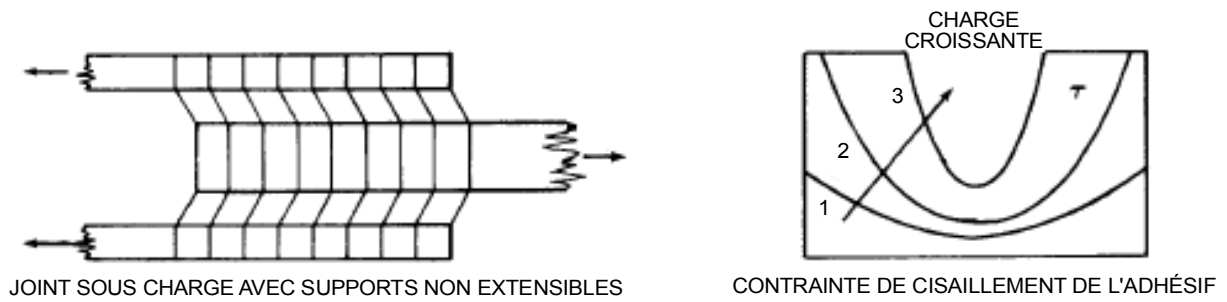 CHARGE
CROISSANTE
3
τ
2
1
JOINT SOUS CHARGE AVEC SUPPORTS NON EXTENSIBLES
CONTRAINTE DE CISAILLEMENT DE L'ADHÉSIF